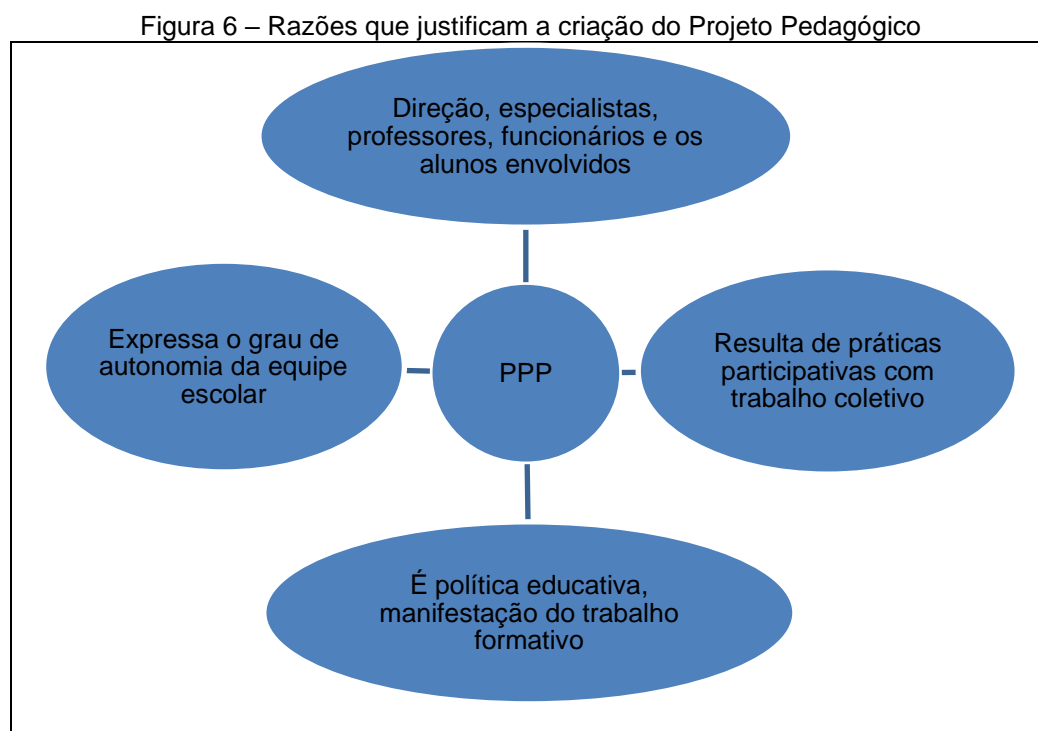 Figura 6 – Razões que justificam a criação do Projeto Pedagógico
Direção, especialistas,
professores, funcionários e os
alunos envolvidos
Expressa o grau de
autonomia da equipe
escolar
PPP
Resulta de práticas
participativas com
trabalho coletivo
É política educativa,
manifestação do trabalho
formativo